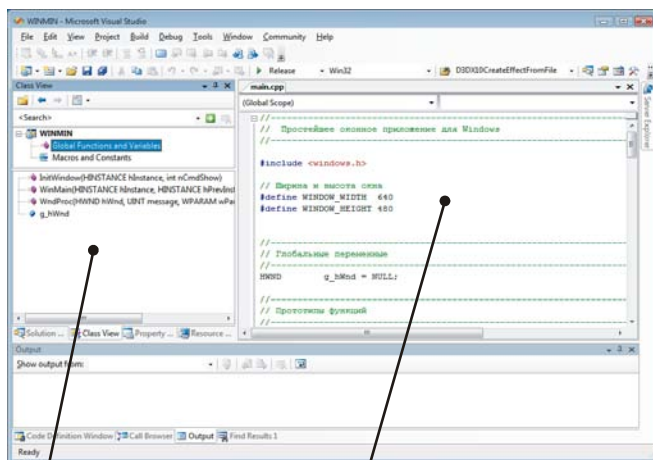 WINMIN - Microsoft Visual Studio
File Edit View Project Build Debug Tools Window Community Help
Release Win32 D3DX10CreateEffectFromFile
Class View
<Search>
WINMIN
Global Functions and Variables
Macros and Constants
InitWindow(HINSTANCE hInstance, int nCmdShow)
WinMain(HINSTANCE hInstance, HINSTANCE hPrevInst
WndProc(HWND hWnd, UINT message, WPARAM wPa
g_hWnd
Solution ... Class View Property ... Resource ...
main.cpp
(Global Scope)
//--------------------------------------------------------------
// Простейшее оконное приложение для Windows
//--------------------------------------------------------------
#include <windows.h>
// Ширина и высота окна
#define WINDOW_WIDTH 640
#define WINDOW_HEIGHT 480
//--------------------------------------------------------------
// Глобальные переменные
//--------------------------------------------------------------
HWND g_hWnd = NULL;
//--------------------------------------------------------------
// Прототипы функций
//--------------------------------------------------------------
Server Explorer
Output
Show output from:
Code Definition Window Call Browser Output Find Results 1
Ready